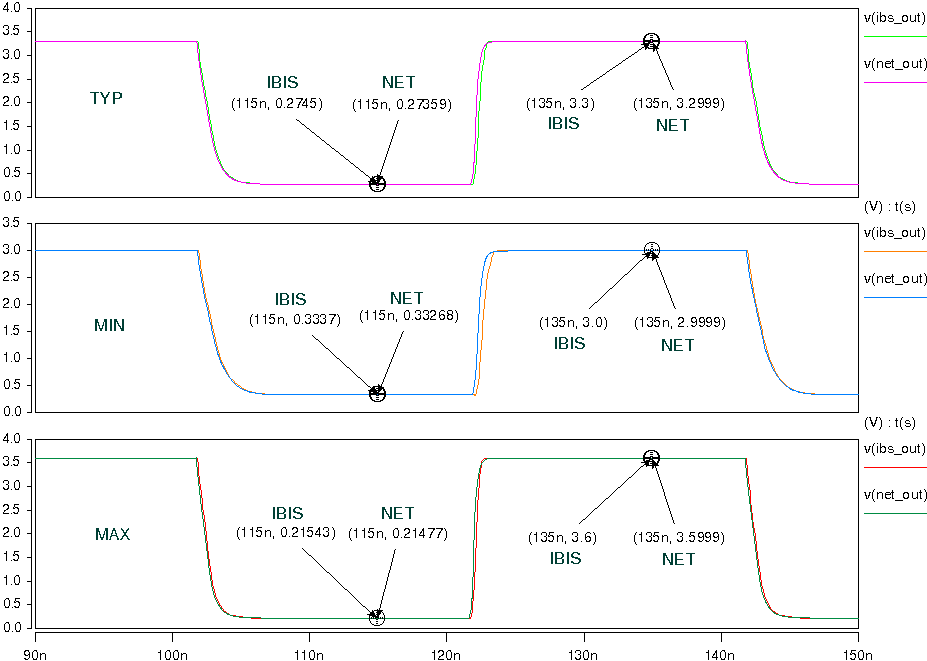 4.0
v(ibs_out)
3.5
3.0
v(net_out)
2.5
IBIS
NET
2.0
TYP
(115n, 0.2745)
(115n, 0.27359)
(135n, 3.3)
(135n, 3.2999)
1.5
IBIS
NET
1.0
0.5
0.0
(V) : t(s)
3.5
v(ibs_out)
3.0
v(net_out)
2.5
IBIS
NET
2.0
(115n, 0.3337)
(115n, 0.33268)
(135n, 3.0)
(135n, 2.9999)
MIN
1.5
IBIS
NET
1.0
0.5
0.0
(V) : t(s)
4.0
v(ibs_out)
3.5
3.0
v(net_out)
2.5
IBIS
NET
2.0
MAX
(115n, 0.21543)
(115n, 0.21477)
(135n, 3.6)
(135n, 3.5999)
1.5
IBIS
NET
1.0
0.5
0.0
90n
100n
110n
120n
130n
140n
150n